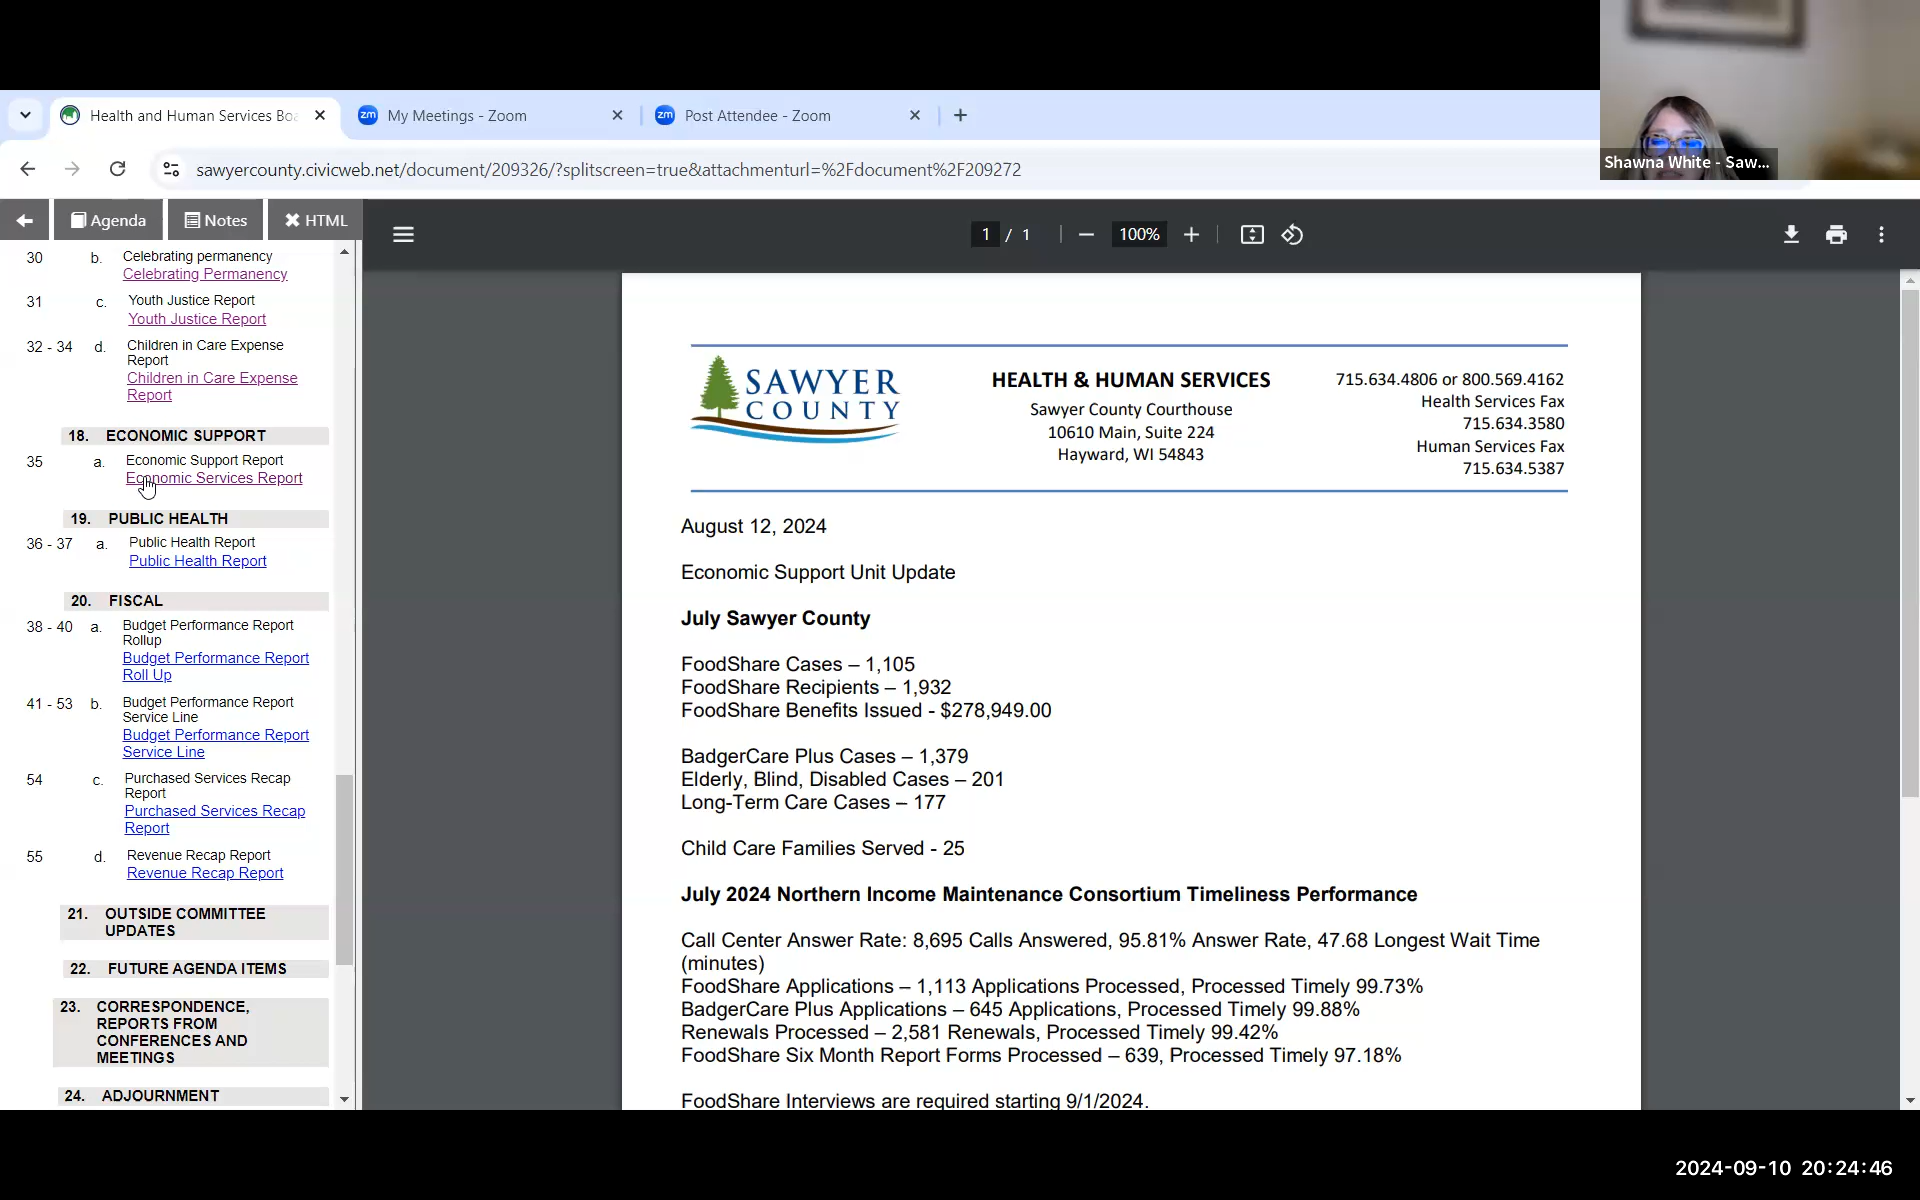 Health and Human Services Boa
My Meetings - Zoom
Post Attendee - Zoom
Shawna White - Saw...
sawyercounty.civicweb.net/document/209326/?splitscreen=true&attachmenturl=%2Fdocument%2F209272
Agenda
Notes
HTML
1 / 1
100%
30 b. Celebrating permanency
Celebrating Permanency
31 c. Youth Justice Report
Youth Justice Report
32 - 34 d. Children in Care Expense
Report
Children in Care Expense
Report
18. ECONOMIC SUPPORT
35 a. Economic Support Report
Economic Services Report
19. PUBLIC HEALTH
36 - 37 a. Public Health Report
Public Health Report
20. FISCAL
38 - 40 a. Budget Performance Report
Rollup
Budget Performance Report
Roll Up
41 - 53 b. Budget Performance Report
Service Line
Budget Performance Report
Service Line
54 c. Purchased Services Recap
Report
Purchased Services Recap
Report
55 d. Revenue Recap Report
Revenue Recap Report
21. OUTSIDE COMMITTEE
UPDATES
22. FUTURE AGENDA ITEMS
23. CORRESPONDENCE,
REPORTS FROM
CONFERENCES AND
MEETINGS
24. ADJOURNMENT
SAWYER
COUNTY
HEALTH & HUMAN SERVICES
Sawyer County Courthouse
10610 Main, Suite 224
Hayward, WI 54843
715.634.4806 or 800.569.4162
Health Services Fax
715.634.3580
Human Services Fax
715.634.5387
August 12, 2024
Economic Support Unit Update
July Sawyer County
FoodShare Cases – 1,105
FoodShare Recipients – 1,932
FoodShare Benefits Issued - $278,949.00
BadgerCare Plus Cases – 1,379
Elderly, Blind, Disabled Cases – 201
Long-Term Care Cases – 177
Child Care Families Served - 25
July 2024 Northern Income Maintenance Consortium Timeliness Performance
Call Center Answer Rate: 8,695 Calls Answered, 95.81% Answer Rate, 47.68 Longest Wait Time
(minutes)
FoodShare Applications – 1,113 Applications Processed, Processed Timely 99.73%
BadgerCare Plus Applications – 645 Applications, Processed Timely 99.88%
Renewals Processed – 2,581 Renewals, Processed Timely 99.42%
FoodShare Six Month Report Forms Processed – 639, Processed Timely 97.18%
FoodShare Interviews are required starting 9/1/2024.
2024-09-10 20:24:46